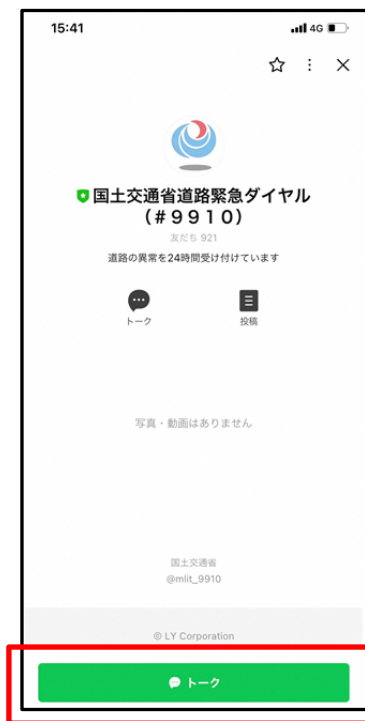 15:41
4G
国土交通省道路緊急ダイヤル
(#9910)
友だち 921
道路の異常を24時間受け付けています
トーク
投稿
写真・動画はありません
国土交通省
@mlit_9910
© LY Corporation
トーク